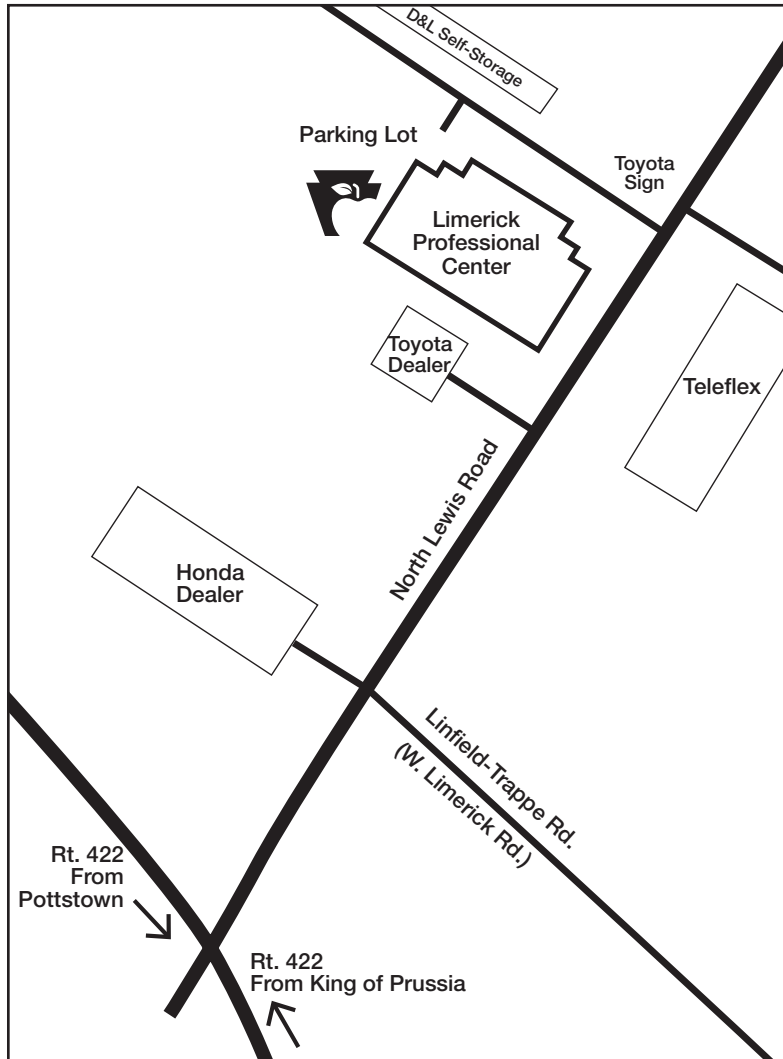 D&L Self-Storage
Parking Lot
Toyota
Sign
Limerick
Professional
Center
Toyota
Dealer
Teleflex
North Lewis Road
Honda
Dealer
Linfield-Trappe Rd.
(W. Limerick Rd.)
Rt. 422
From
Pottstown
Rt. 422
From King of Prussia